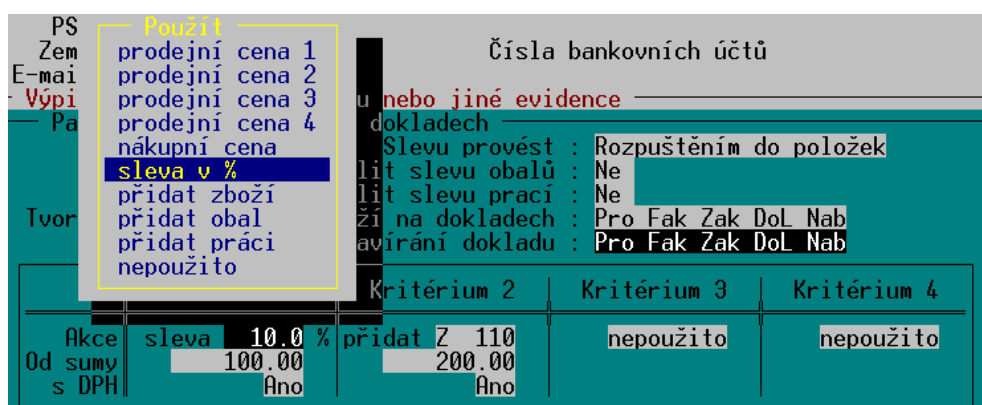 PS
Použít
Zem
prodejní cena 1
Čísla bankovních účtů
E-mai
prodejní cena 2
Výpi
prodejní cena 3
u nebo jiné evidence
Pa
prodejní cena 4
dokladech
nákupní cena
Slevu provést : Rozpuštěním do položek
sleva v %
lit slevu obalů : Ne
přidat zboží
lit slevu prací : Ne
Tvor
přidat obal
ží na dokladech : Pro Fak Zak DoL Nab
přidat práci
avírání dokladu : Pro Fak Zak DoL Nab
nepoužito
Kritérium 2 Kritérium 3 Kritérium 4
Akce sleva 10.0 % přidat Z 110 nepoužito nepoužito
Od sumy 100.00 200.00
s DPH Ano Ano